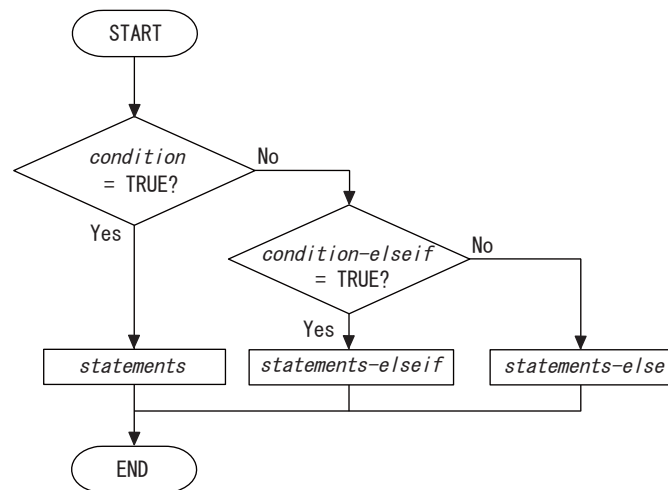 START
condition
= TRUE?
No
Yes
condition-elseif
= TRUE?
No
Yes
statements
statements-elseif
statements-else
END